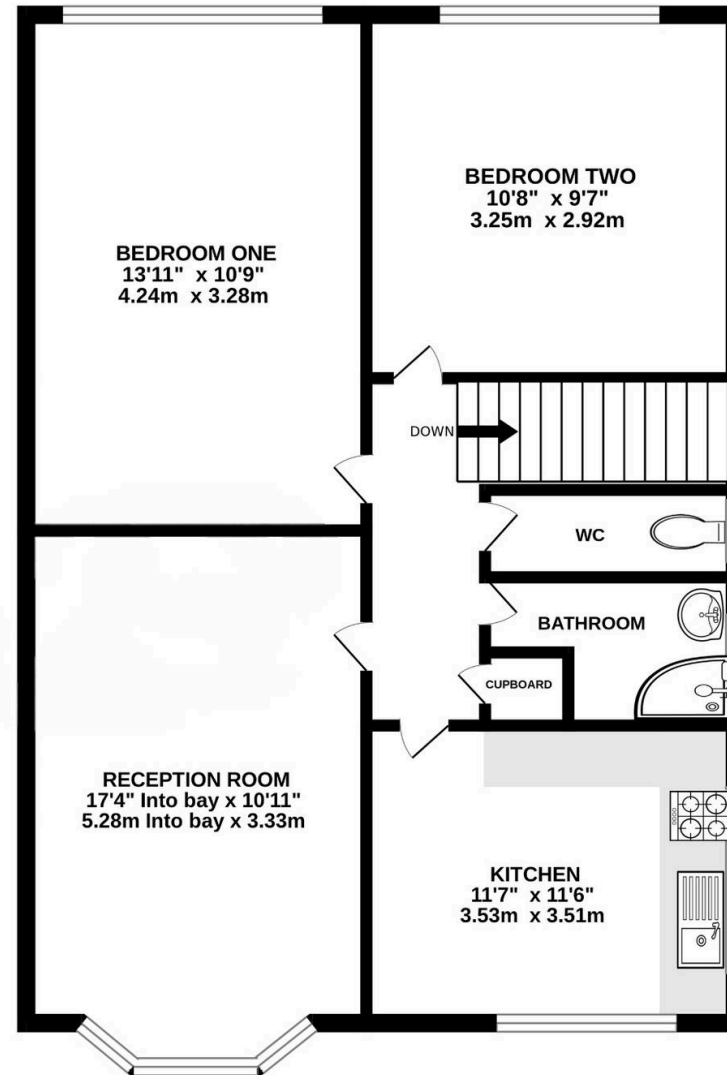 BEDROOM ONE
13'11" x 10'9"
4.24m x 3.28m
BEDROOM TWO
10'8" x 9'7"
3.25m x 2.92m
DOWN
WC
BATHROOM
CUPBOARD
RECEPTION ROOM
17'4" Into bay x 10'11"
5.28m Into bay x 3.33m
KITCHEN
11'7" x 11'6"
3.53m x 3.51m